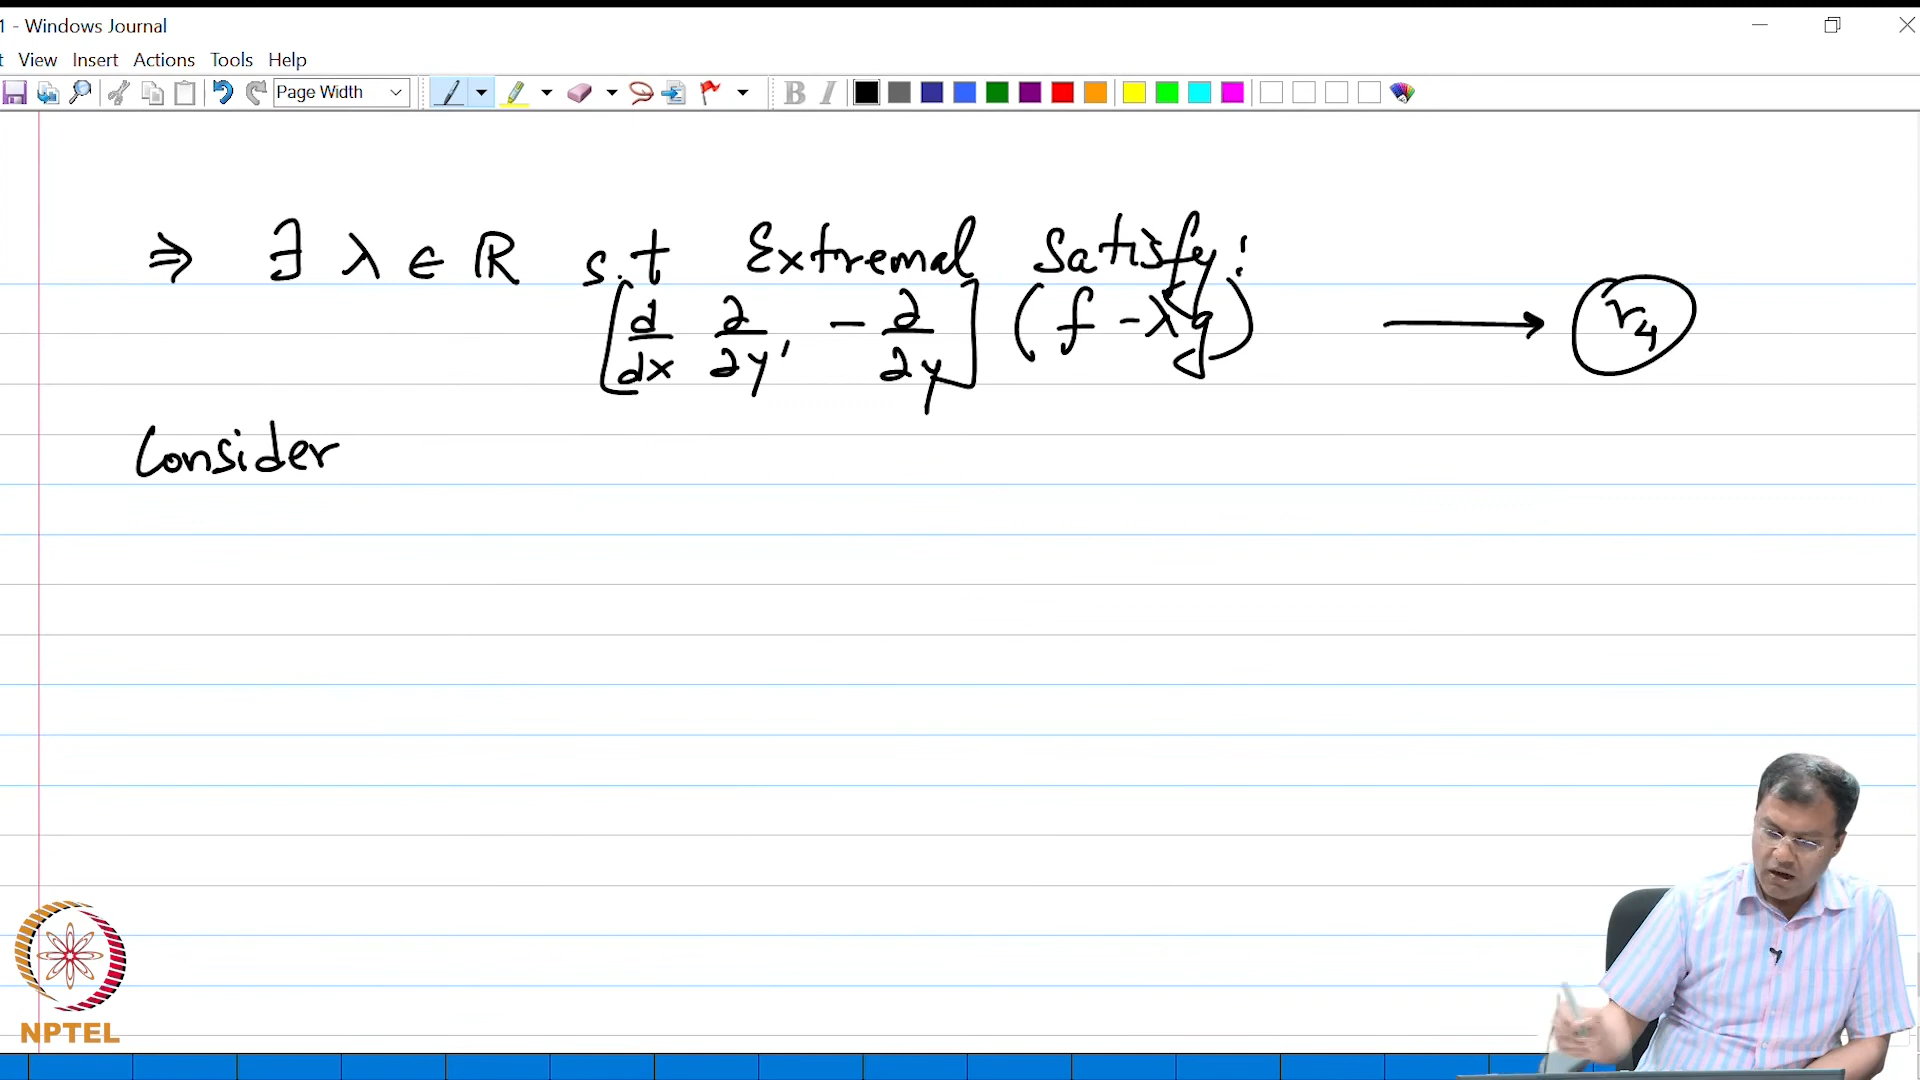 1 - Windows Journal
View Insert Actions Tools Help
Page Width B I
⇒ ∃ λ ∈ ℝ s.t Extremal Satisfy:
[d/dx ∂/∂y' - ∂/∂y] (f - λg) ⟶ r₄
Consider
NPTEL